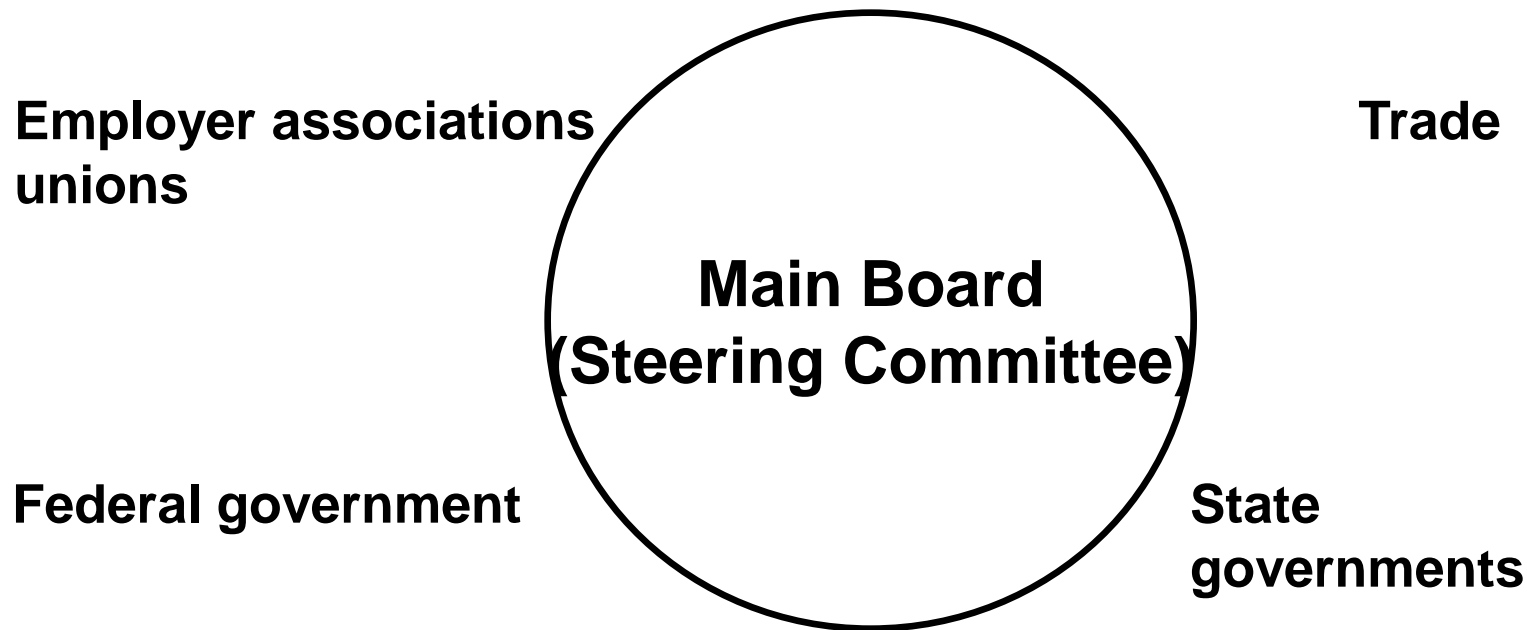 Employer associations Trade
unions
Main Board
(Steering Committee)
Federal government State
governments